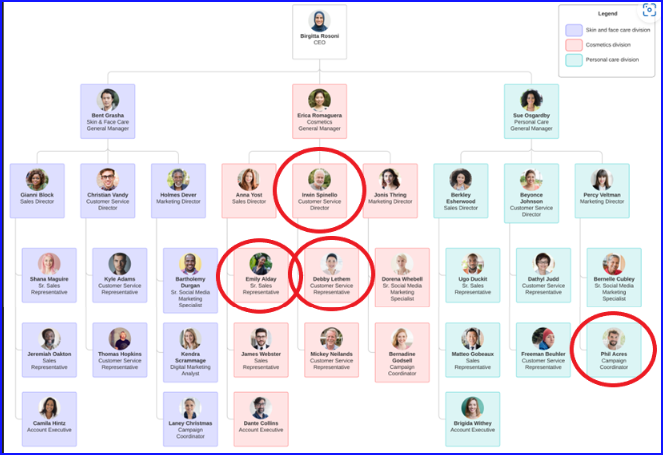 Birgitta Rosoni
CEO
Legend
Skin and face care division
Cosmetics division
Personal care division
Bent Grasha
Skin & Face Care
General Manager
Erica Romaguera
Cosmetics
General Manager
Sue Osgardby
Personal Care
General Manager
Gianni Block
Sales Director
Christian Vandy
Customer Service
Director
Holmes Dever
Marketing Director
Anna Yost
Sales Director
Irwin Spinello
Customer Service
Director
Jonis Thring
Marketing Director
Berkley
Esherwood
Sales Director
Beyonce
Johnson
Customer Service
Director
Percy Veltman
Marketing Director
Shana Maguire
Sr. Sales
Representative
Kyle Adams
Customer Service
Representative
Bartholemy
Durgan
Sr. Social Media
Marketing
Specialist
Emily Alday
Sr. Sales
Representative
Debby Lethem
Customer Service
Representative
Dorena Whebell
Sr. Social Media
Marketing
Specialist
Ugo Duckit
Sr. Sales
Representative
Dathyl Judd
Customer Service
Representative
Bernelle Cubley
Sr. Social Media
Marketing
Specialist
Jeremiah Oakton
Sales
Representative
Thomas Hopkins
Customer Service
Representative
Kendra
Scrammage
Digital Marketing
Analyst
James Webster
Sales
Representative
Mickey Neilands
Customer Service
Representative
Bernadine
Godsell
Campaign
Coordinator
Matteo Gobeaux
Sales
Representative
Freeman Beuhler
Customer Service
Representative
Phil Acres
Campaign
Coordinator
Camila Hintz
Account Executive
Laney Christmas
Campaign
Coordinator
Dante Collins
Account Executive
Brigida Withey
Account Executive